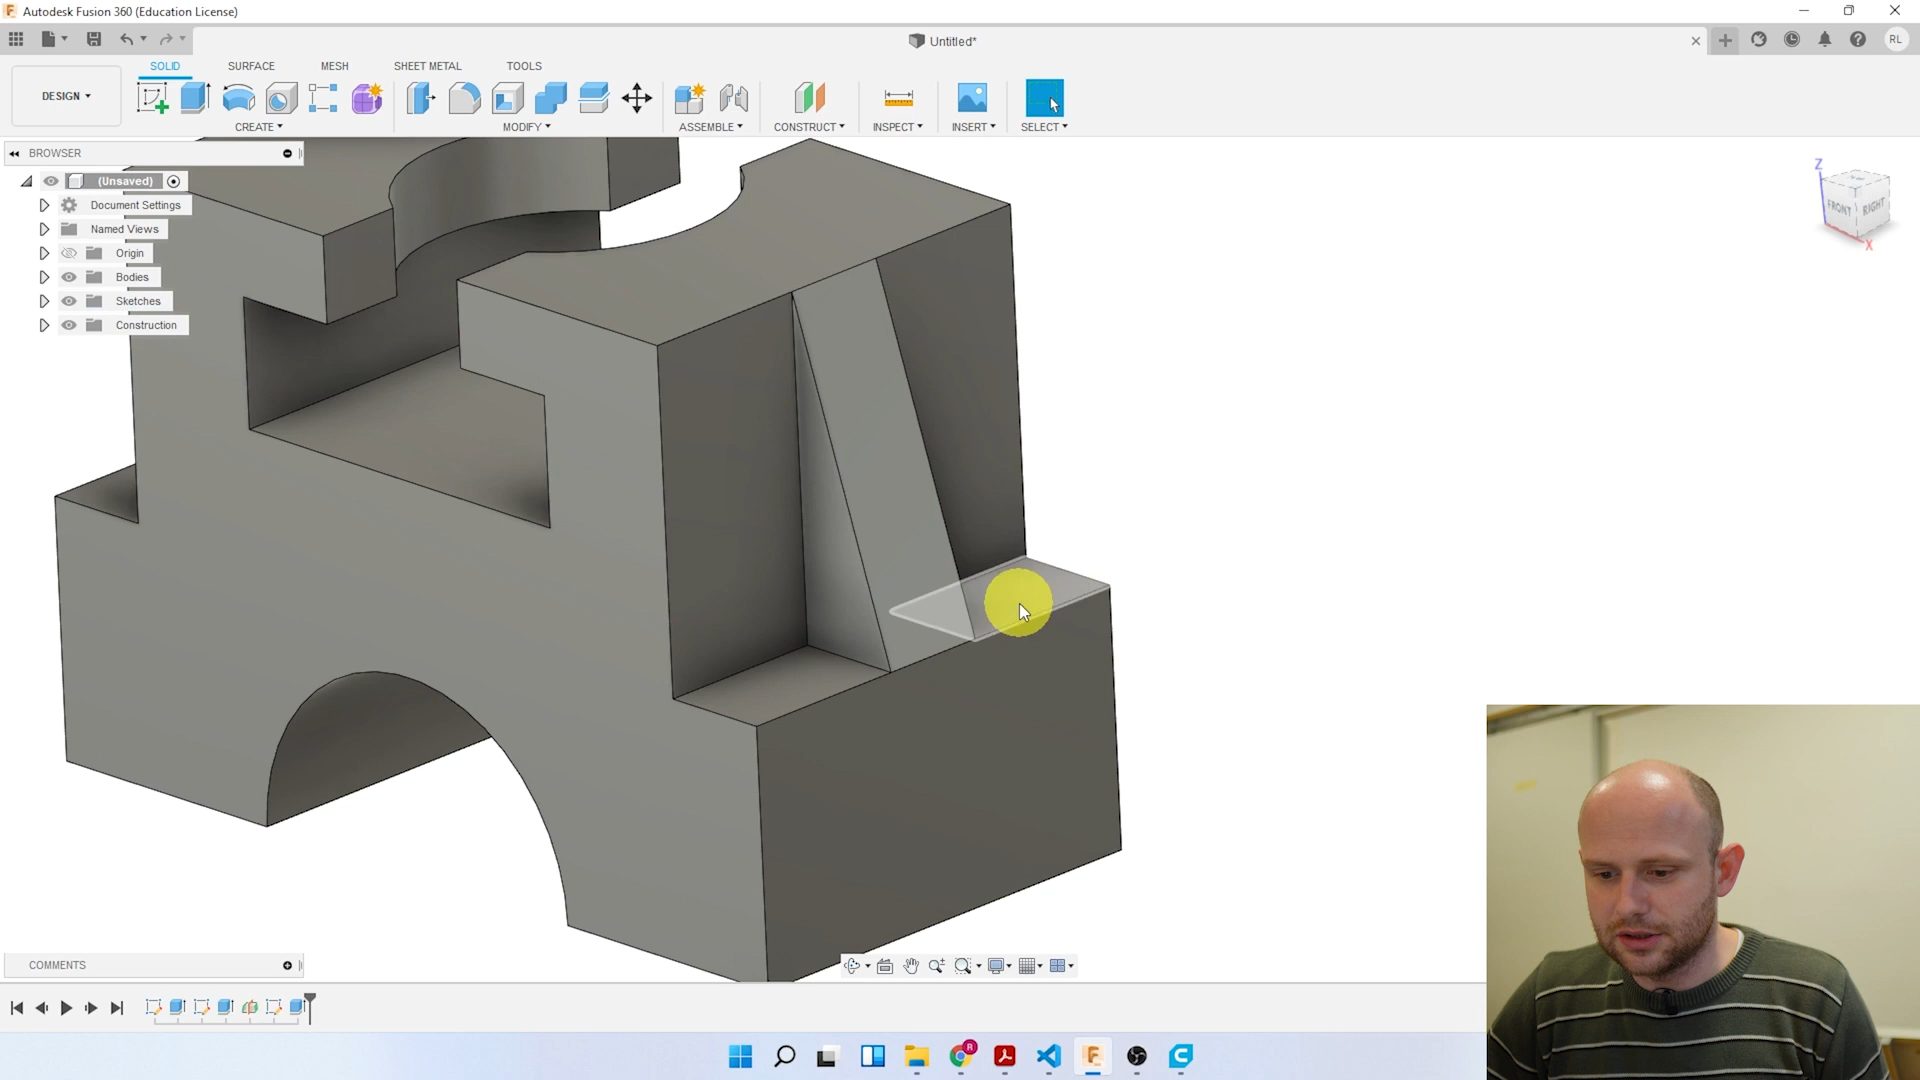 Autodesk Fusion 360 (Education License)
Untitled*
RL
SOLID
SURFACE
MESH
SHEET METAL
TOOLS
DESIGN
CREATE
MODIFY
ASSEMBLE
CONSTRUCT
INSPECT
INSERT
SELECT
BROWSER
(Unsaved)
Document Settings
Named Views
Origin
Bodies
Sketches
Construction
Z
FRONT
RIGHT
X
COMMENTS
R